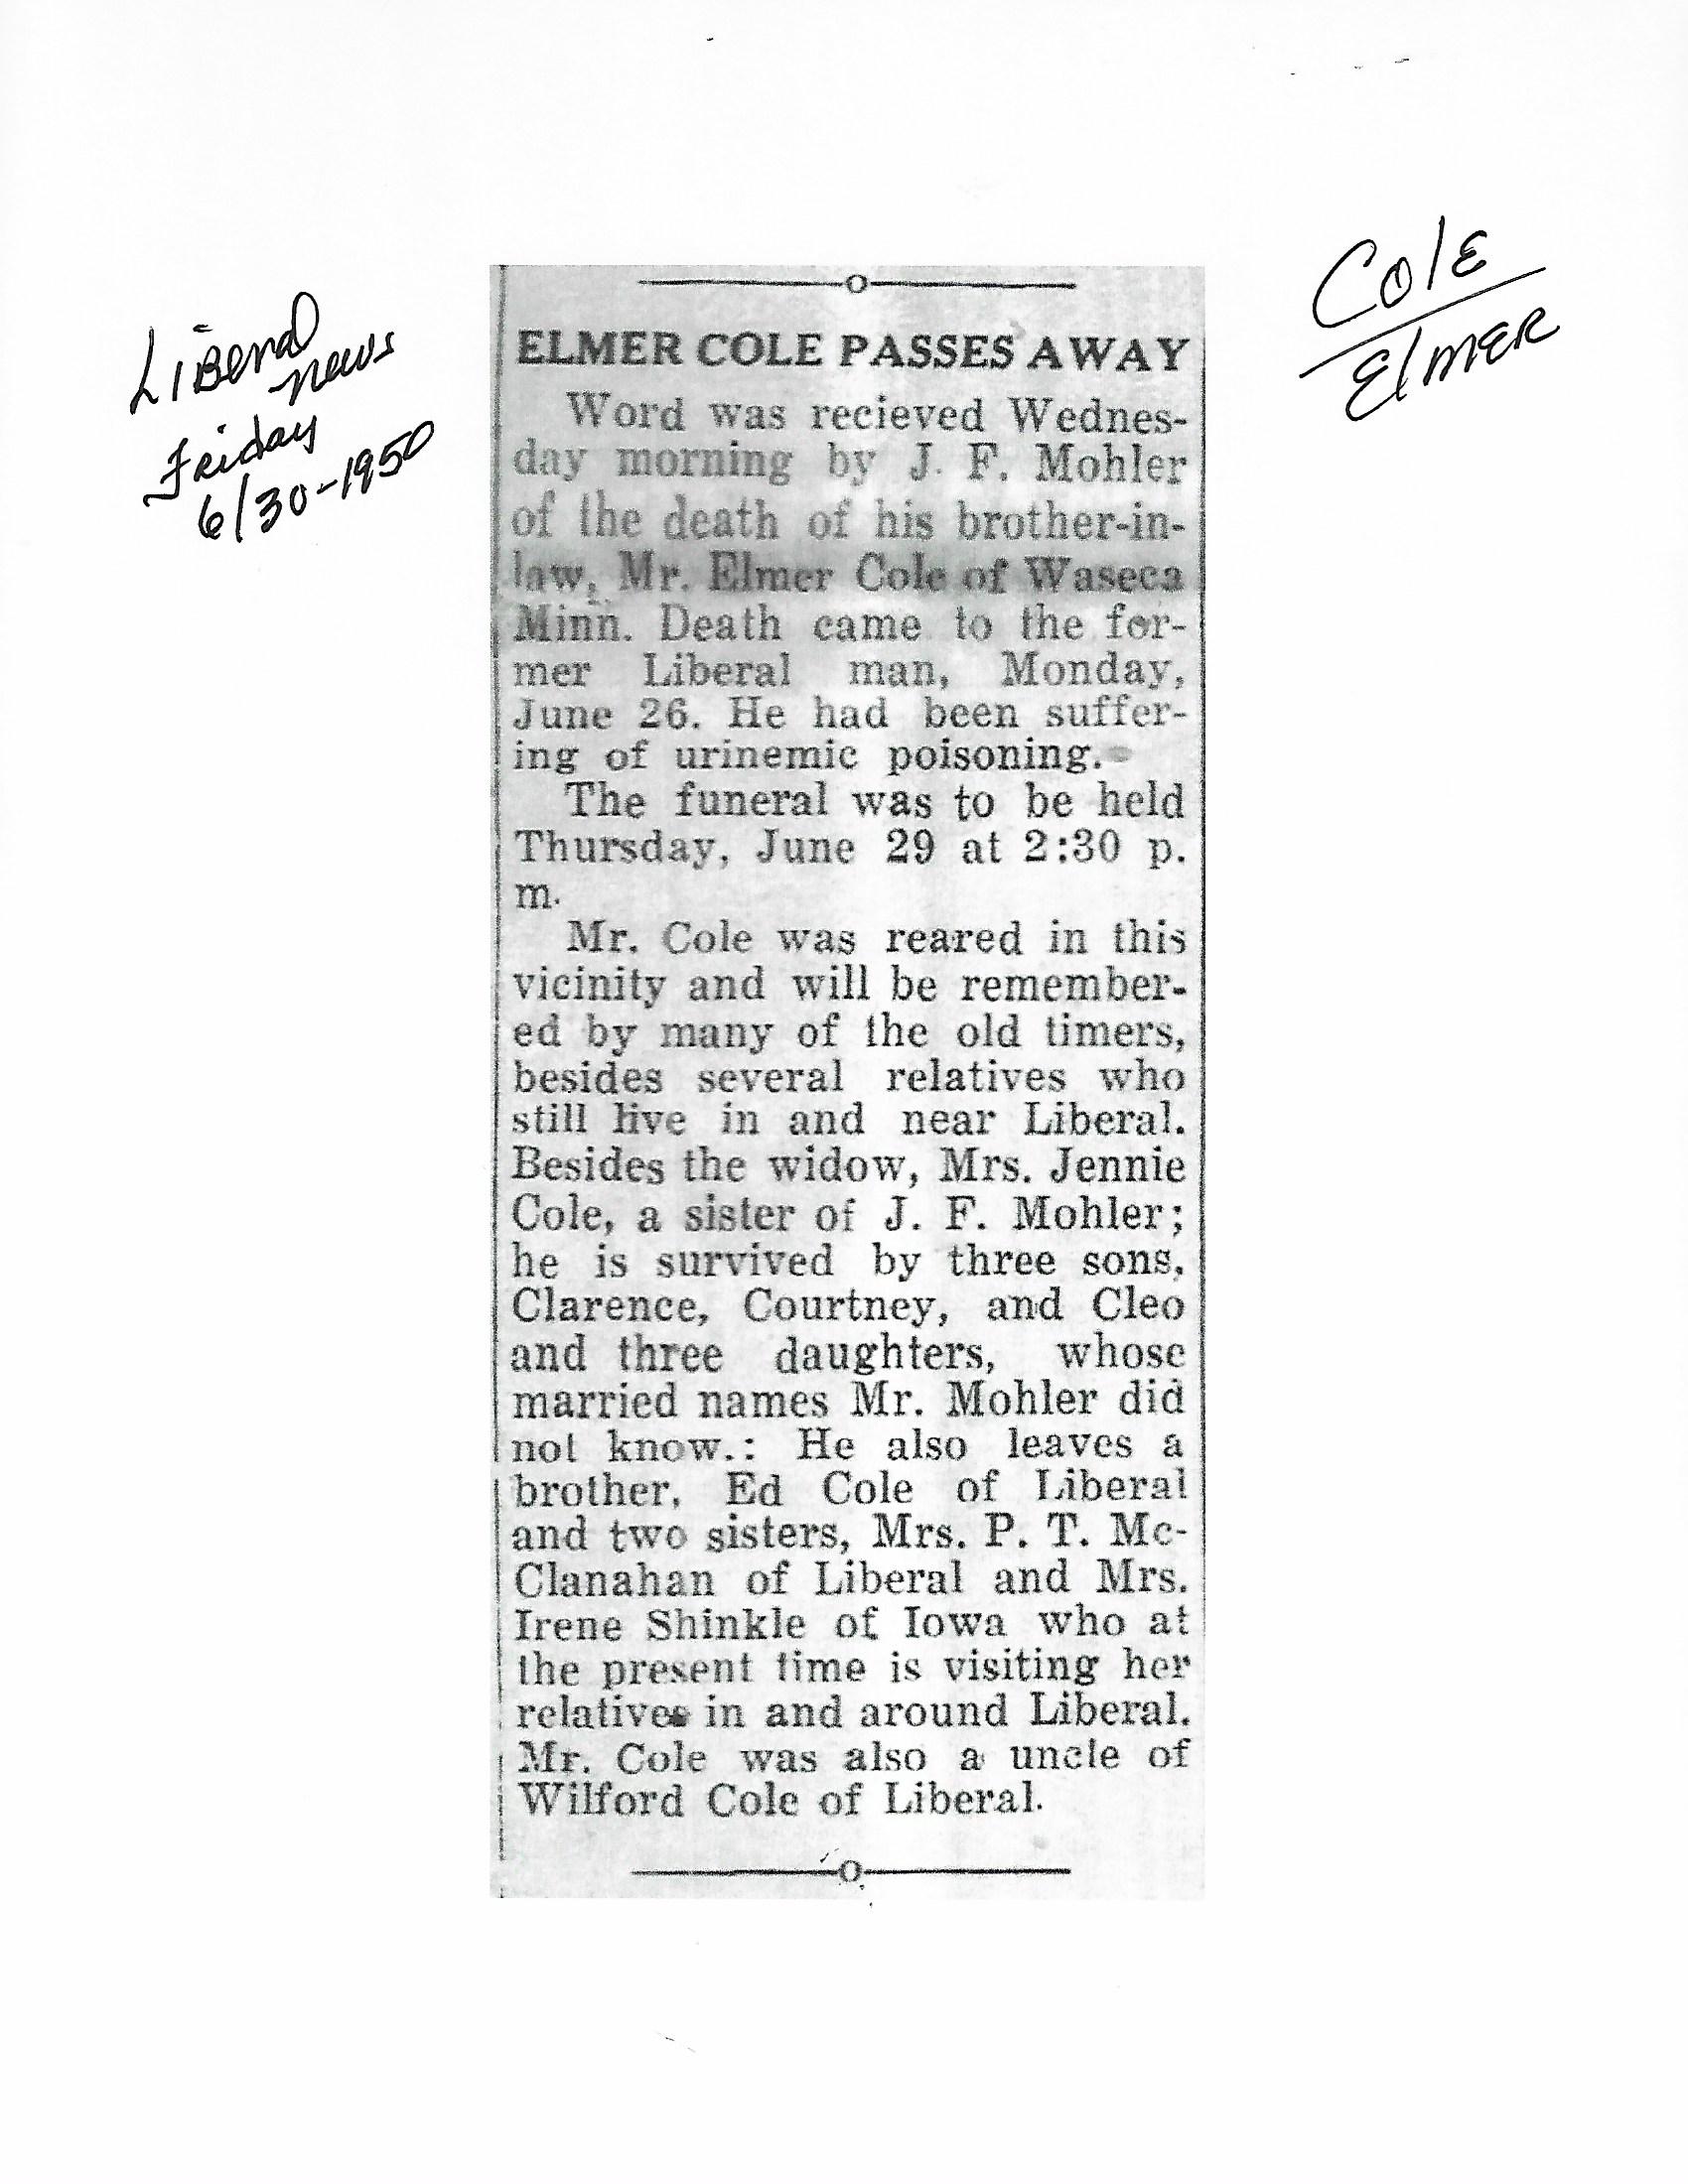 Liberal
News
Friday
6/30-1950
Cole
Elmer
ELMER COLE PASSES AWAY
Word was recieved Wednes-
day morning by J. F. Mohler
of the death of his brother-in-
law, Mr. Elmer Cole of Waseca
Minn. Death came to the for-
mer Liberal man, Monday,
June 26. He had been suffer-
ing of urinemic poisoning.
The funeral was to be held
Thursday, June 29 at 2:30 p.
m.
Mr. Cole was reared in this
vicinity and will be remember-
ed by many of the old timers,
besides several relatives who
still live in and near Liberal.
Besides the widow, Mrs. Jennie
Cole, a sister of J. F. Mohler;
he is survived by three sons,
Clarence, Courtney, and Cleo
and three daughters, whose
married names Mr. Mohler did
not know.: He also leaves a
brother, Ed Cole of Liberal
and two sisters, Mrs. P. T. Mc-
Clanahan of Liberal and Mrs.
Irene Shinkle of Iowa who at
the present time is visiting her
relatives in and around Liberal.
Mr. Cole was also a uncle of
Wilford Cole of Liberal.